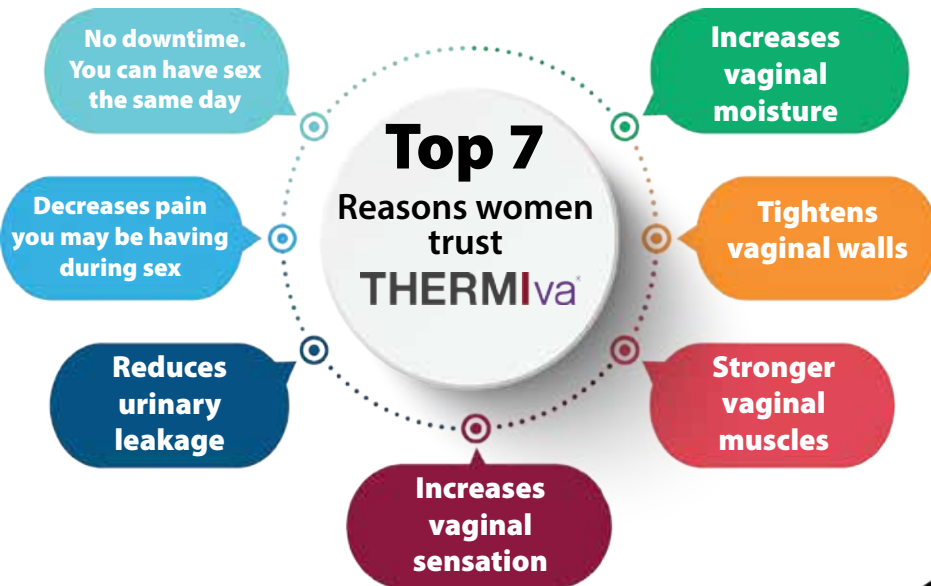 Top 7
Reasons women
trust
THERMIva
Increases
vaginal
moisture
Tightens
vaginal walls
Stronger
vaginal
muscles
Increases
vaginal
sensation
Reduces
urinary
leakage
Decreases pain
you may be having
during sex
No downtime.
You can have sex
the same day